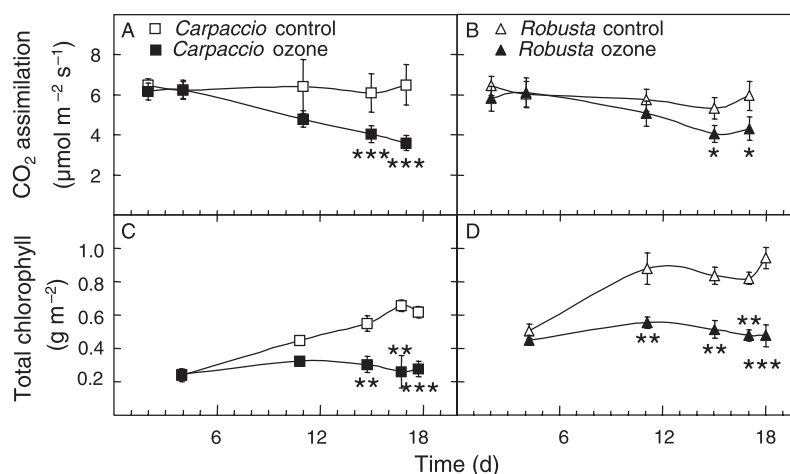 A
Carpaccio control
Carpaccio ozone
B
Robusta control
Robusta ozone
CO2 assimilation
(µmol m−2 s−1)
8
6
4
2
***
***
*
*
C
D
Total chlorophyll
(g m−2)
1.0
0.8
0.6
0.4
0.2
**
**
***
**
**
**
***
6
12
18
6
12
18
Time (d)